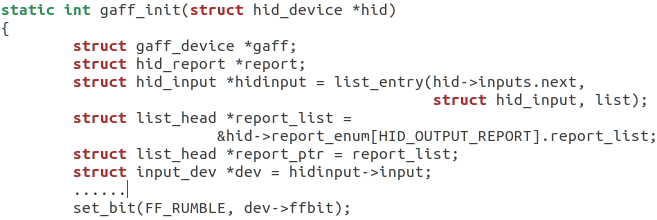 static int gaff_init(struct hid_device *hid)
{
        struct gaff_device *gaff;
        struct hid_report *report;
        struct hid_input *hidinput = list_entry(hid->inputs.next,
                                                struct hid_input, list);
        struct list_head *report_list =
                        &hid->report_enum[HID_OUTPUT_REPORT].report_list;
        struct list_head *report_ptr = report_list;
        struct input_dev *dev = hidinput->input;
        ......
        set_bit(FF_RUMBLE, dev->ffbit);